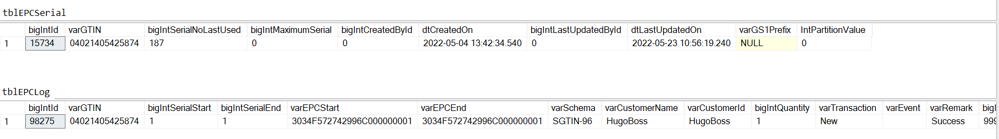 tblEPCSerial
bigIntId varGTIN bigIntSerialNoLastUsed bigIntMaximumSerial bigIntCreatedById dtCreatedOn bigIntLastUpdatedById dtLastUpdatedOn varGS1Prefix IntPartitionValue
1 15734 04021405425874 187 0 0 2022-05-04 13:42:34.540 0 2022-05-23 10:56:19.240 NULL 0
tblEPCLog
bigIntId varGTIN bigIntSerialStart bigIntSerialEnd varEPCStart varEPCEnd varSchema varCustomerName varCustomerId bigIntQuantity varTransaction varEvent varRemark bigI
1 98275 04021405425874 1 1 3034F572742996C000000001 3034F572742996C000000001 SGTIN-96 HugoBoss HugoBoss 1 New Success 999